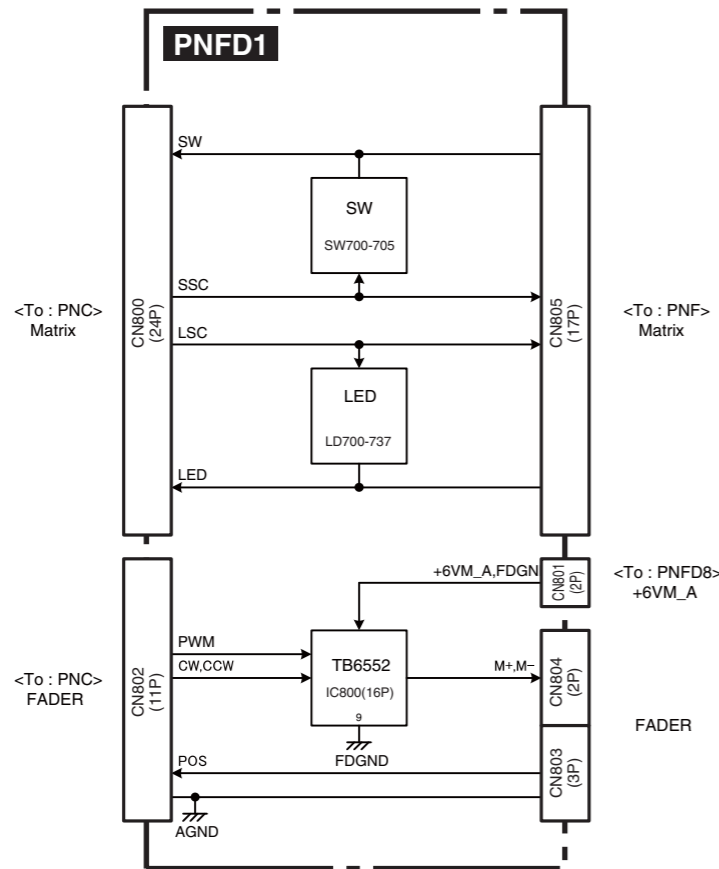 PNFD1
SW
SW
SW700-705
SSC
<To : PNC>
Matrix
CN800
(24P)
CN805
(17P)
<To : PNF>
Matrix
LSC
LED
LD700-737
LED
+6VM_A,FDGN
CN801
(2P)
<To : PNFD8>
+6VM_A
PWM
CW,CCW
TB6552
IC800(16P)
9
FDGND
M+,M−
CN804
(2P)
<To : PNC>
FADER
CN802
(11P)
FADER
POS
CN803
(3P)
AGND